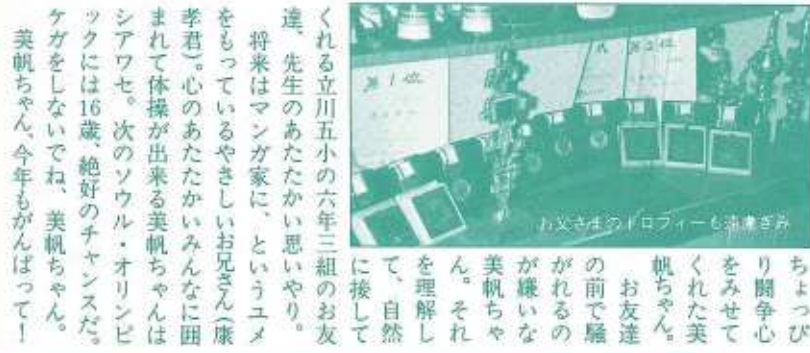 ちょっぴ
り闘争心
をみせて
くれた美
帆ちゃん。
お友達
の前で騒
がれるの
が嫌いな
美帆ちゃ
ん。それ
を理解し
て、自然
に接して
くれる立川五小の六年三組のお友
達、先生のあたたかい思いやり。
将来はマンガ家に、というユメ
をもっているやさしいお兄さん(康
孝君)。心のあたたかいみんなに囲
まれて体操が出来る美帆ちゃんは
シアワセ。次のソウル・オリンピ
ックには16歳、絶好のチャンスだ。
ケガをしないでね、美帆ちゃん。
美帆ちゃん、今年もがんばって!
第1位
第2位
お父さまのトロフィーも遠慮ぎみ